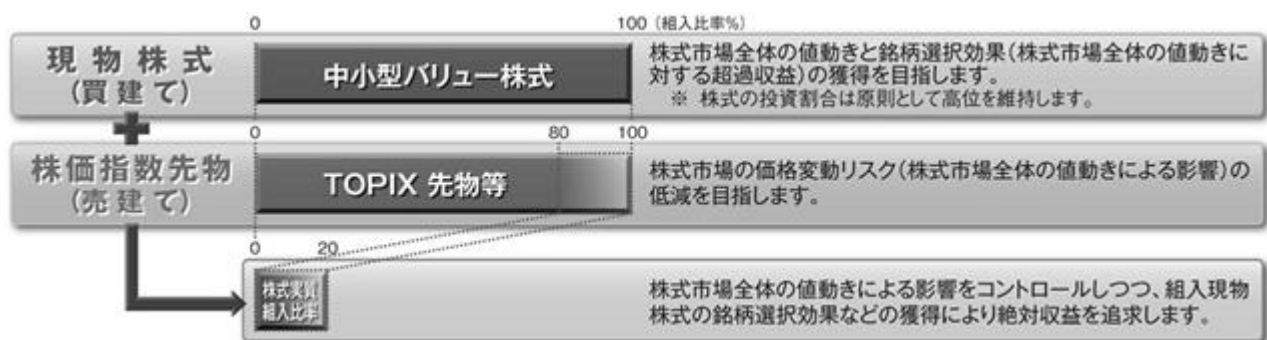 0 100 (組入比率%)
現物株式
(買建て)
中小型バリュー株式
株式市場全体の値動きと銘柄選択効果(株式市場全体の値動きに
対する超過収益)の獲得を目指します。
※ 株式の投資割合は原則として高位を維持します。
0 80 100
株価指数先物
(売建て)
TOPIX 先物等
株式市場の価格変動リスク(株式市場全体の値動きによる影響)の
低減を目指します。
0 20
株式実質
組入比率
株式市場全体の値動きによる影響をコントロールしつつ、組入現物
株式の銘柄選択効果などの獲得により絶対収益を追求します。